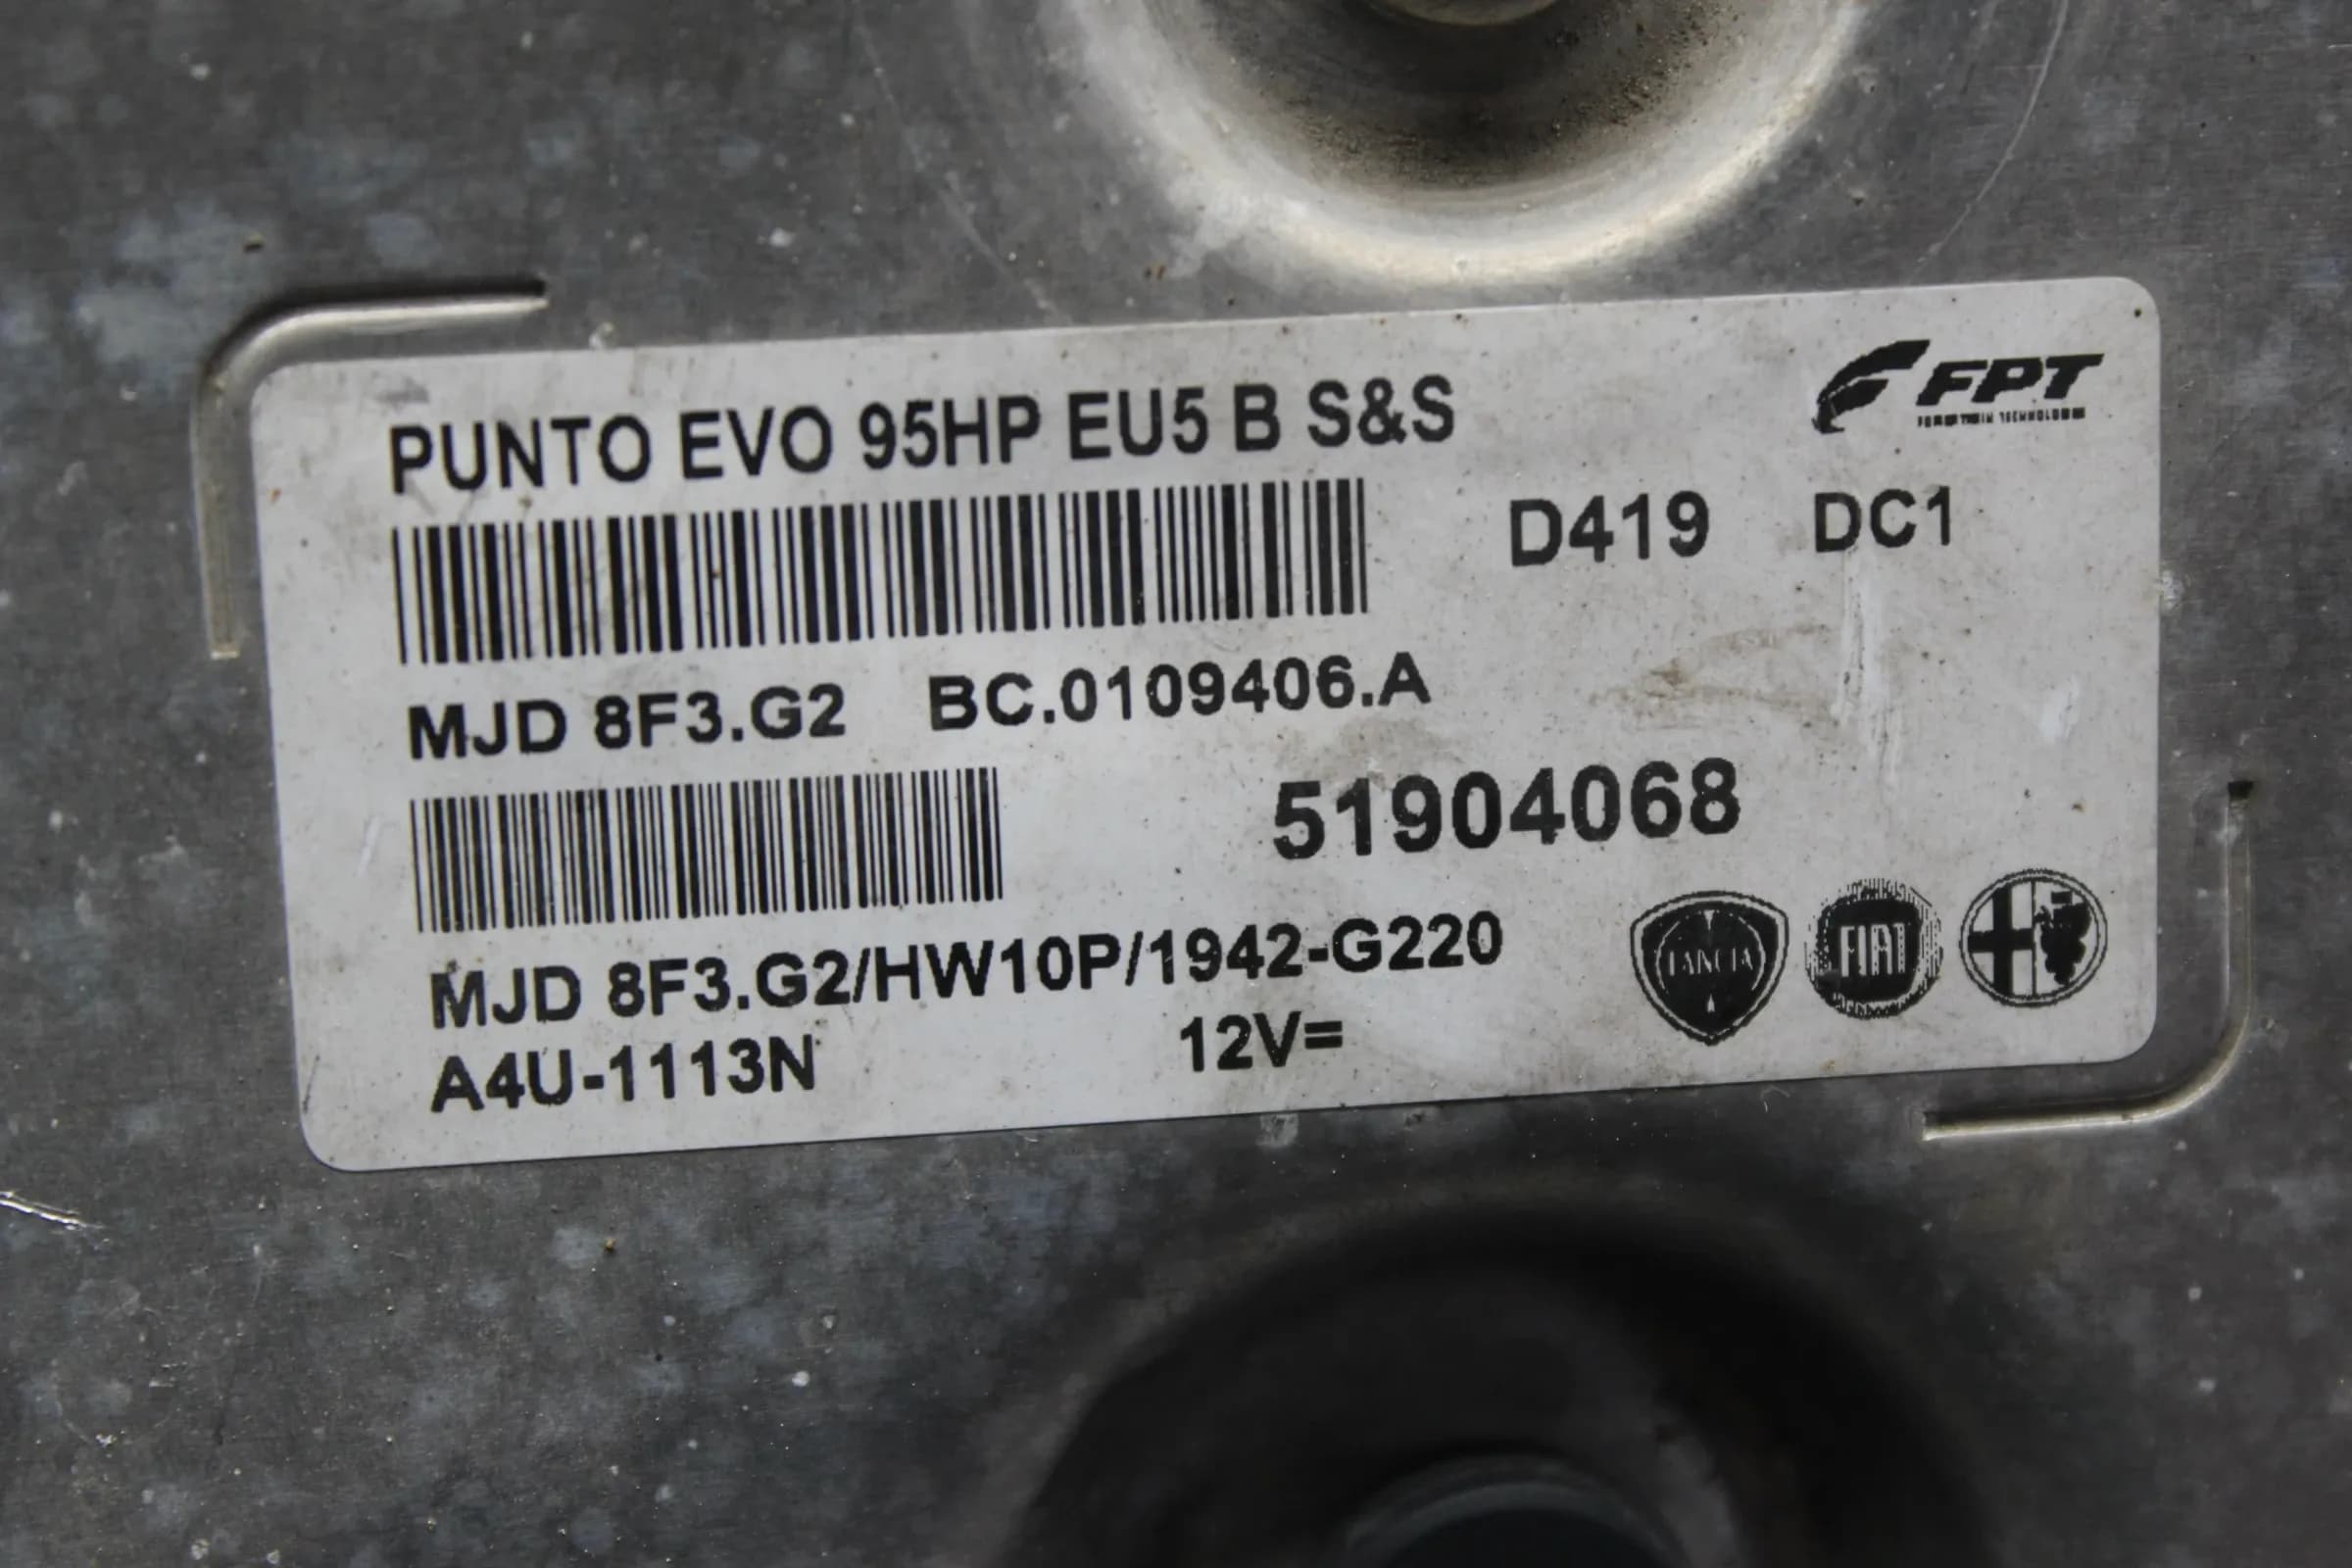 FPT
PUNTO EVO 95HP EU5 B S&S
D419 DC1
MJD 8F3.G2 BC.0109406.A
51904068
MJD 8F3.G2/HW10P/1942-G220
A4U-1113N 12V=
LANCIA
FIAT